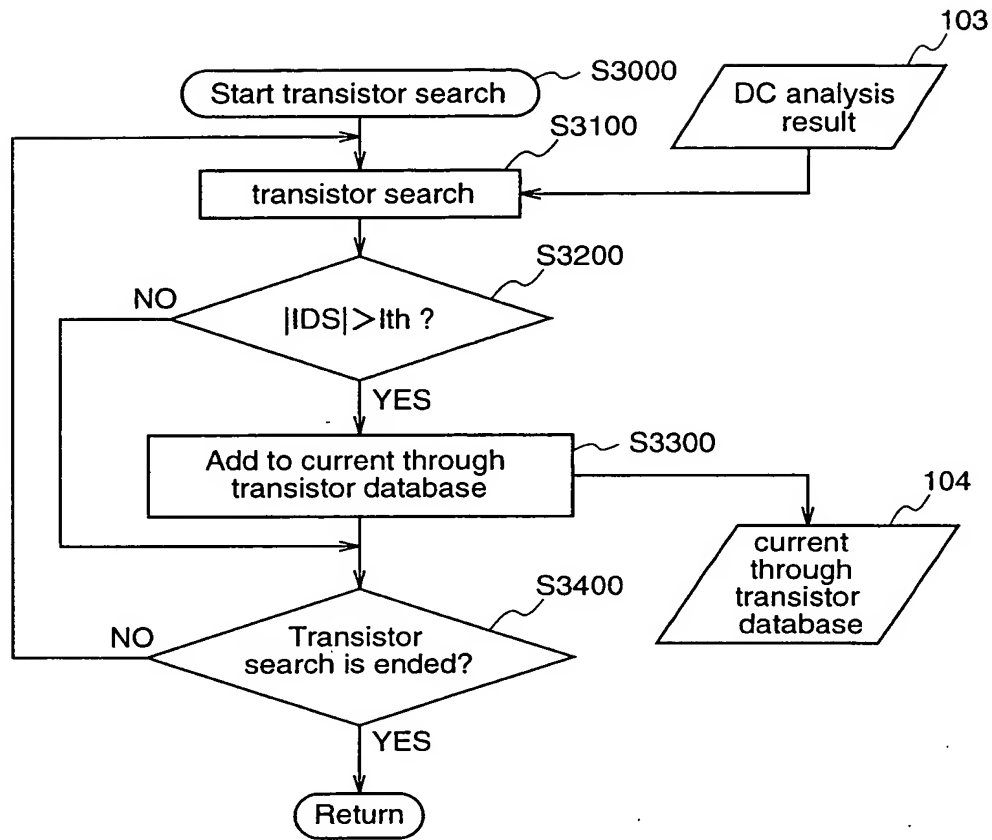 103
S3000
Start transistor search
DC analysis
result
S3100
transistor search
S3200
NO
|IDS|>Ith ?
YES
S3300
Add to current through
transistor database
104
current
through
transistor
database
S3400
NO
Transistor
search is ended?
YES
Return